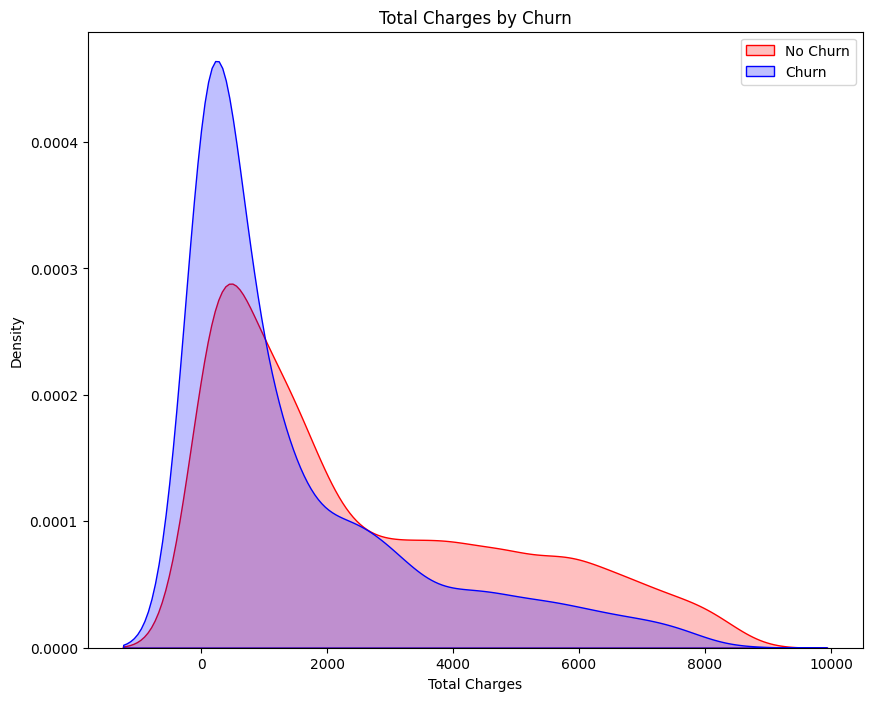 Total Charges by Churn
No Churn
Churn
Density
0.0004
0.0003
0.0002
0.0001
0.0000
0
2000
4000
6000
8000
10000
Total Charges